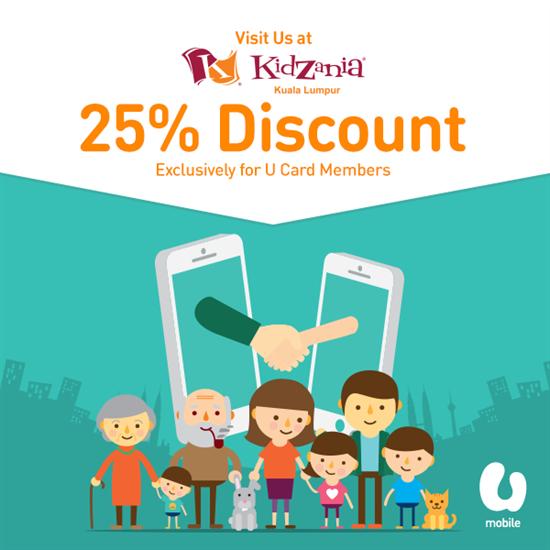 Visit Us at
KidZania
Kuala Lumpur
25% Discount
Exclusively for U Card Members
mobile